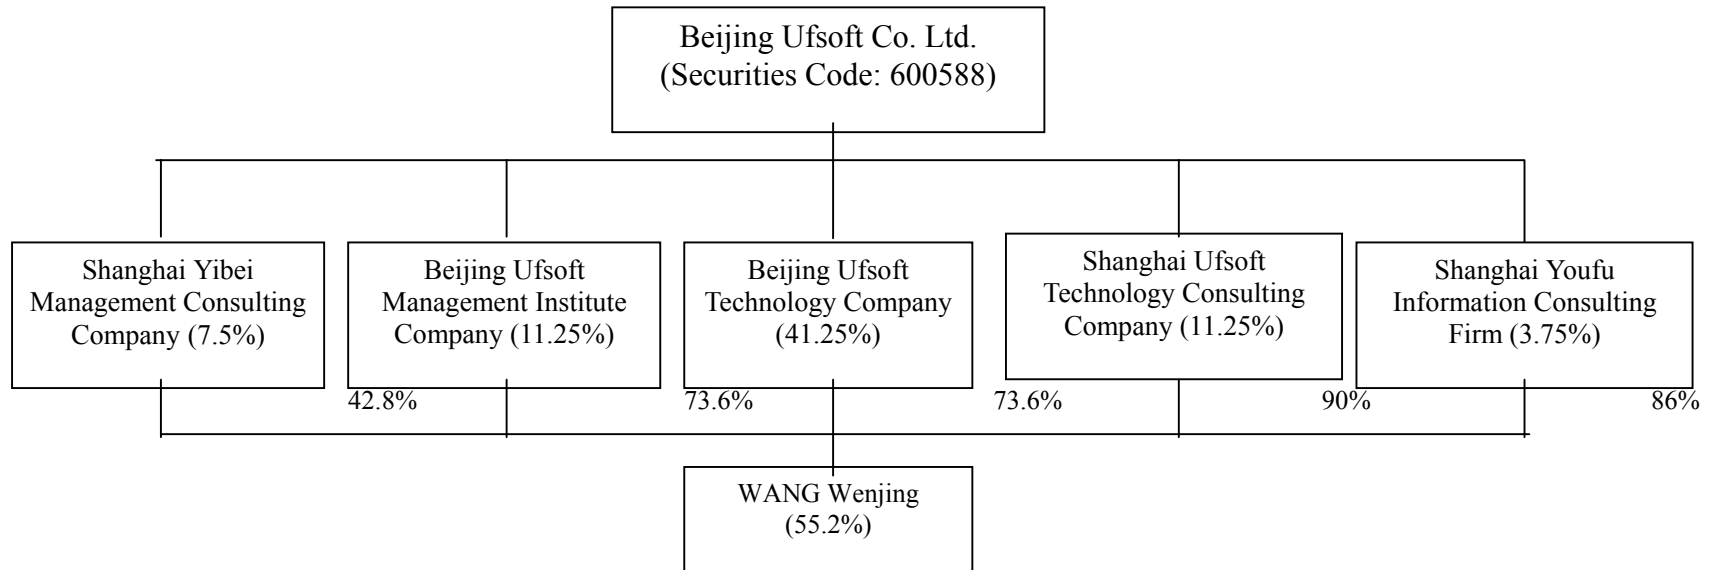 Beijing Ufsoft Co. Ltd.
(Securities Code: 600588)
Shanghai Yibei
Management Consulting
Company (7.5%)
Beijing Ufsoft
Management Institute
Company (11.25%)
Beijing Ufsoft
Technology Company
(41.25%)
Shanghai Ufsoft
Technology Consulting
Company (11.25%)
Shanghai Youfu
Information Consulting
Firm (3.75%)
42.8%
73.6%
73.6%
90%
86%
WANG Wenjing
(55.2%)